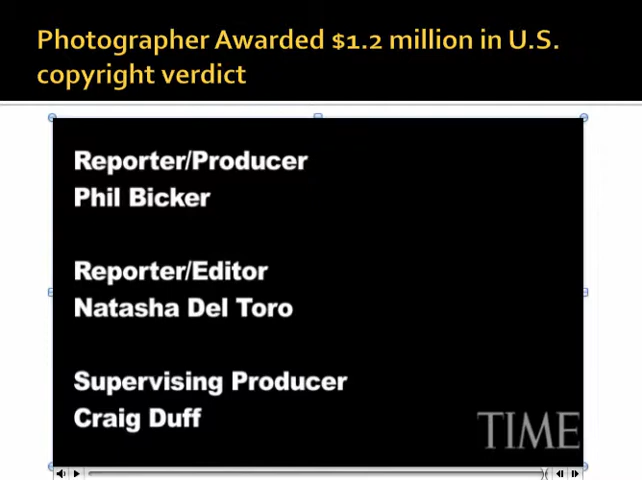 Photographer Awarded $1.2 million in U.S.
copyright verdict
Reporter/Producer
Phil Bicker
Reporter/Editor
Natasha Del Toro
Supervising Producer
Craig Duff
TIME